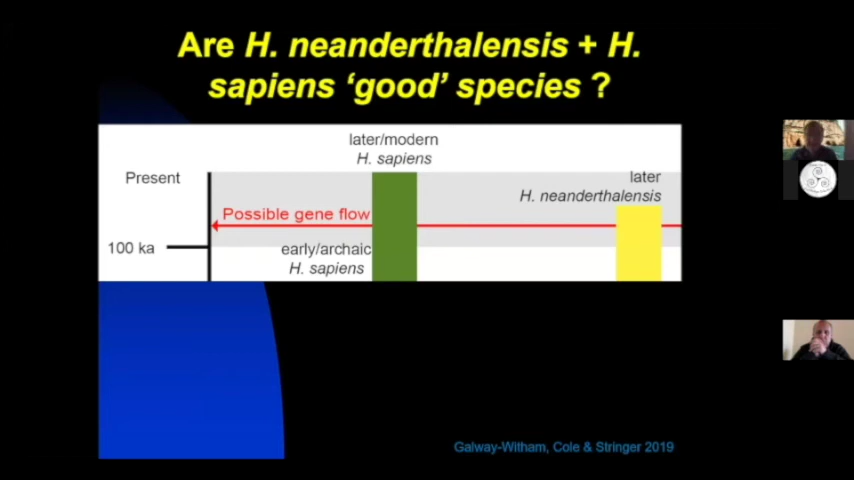 Are H. neanderthalensis + H.
sapiens ‘good’ species ?
later/modern
H. sapiens
Present
later
H. neanderthalensis
Possible gene flow
100 ka
early/archaic
H. sapiens
Galway-Witham, Cole & Stringer 2019